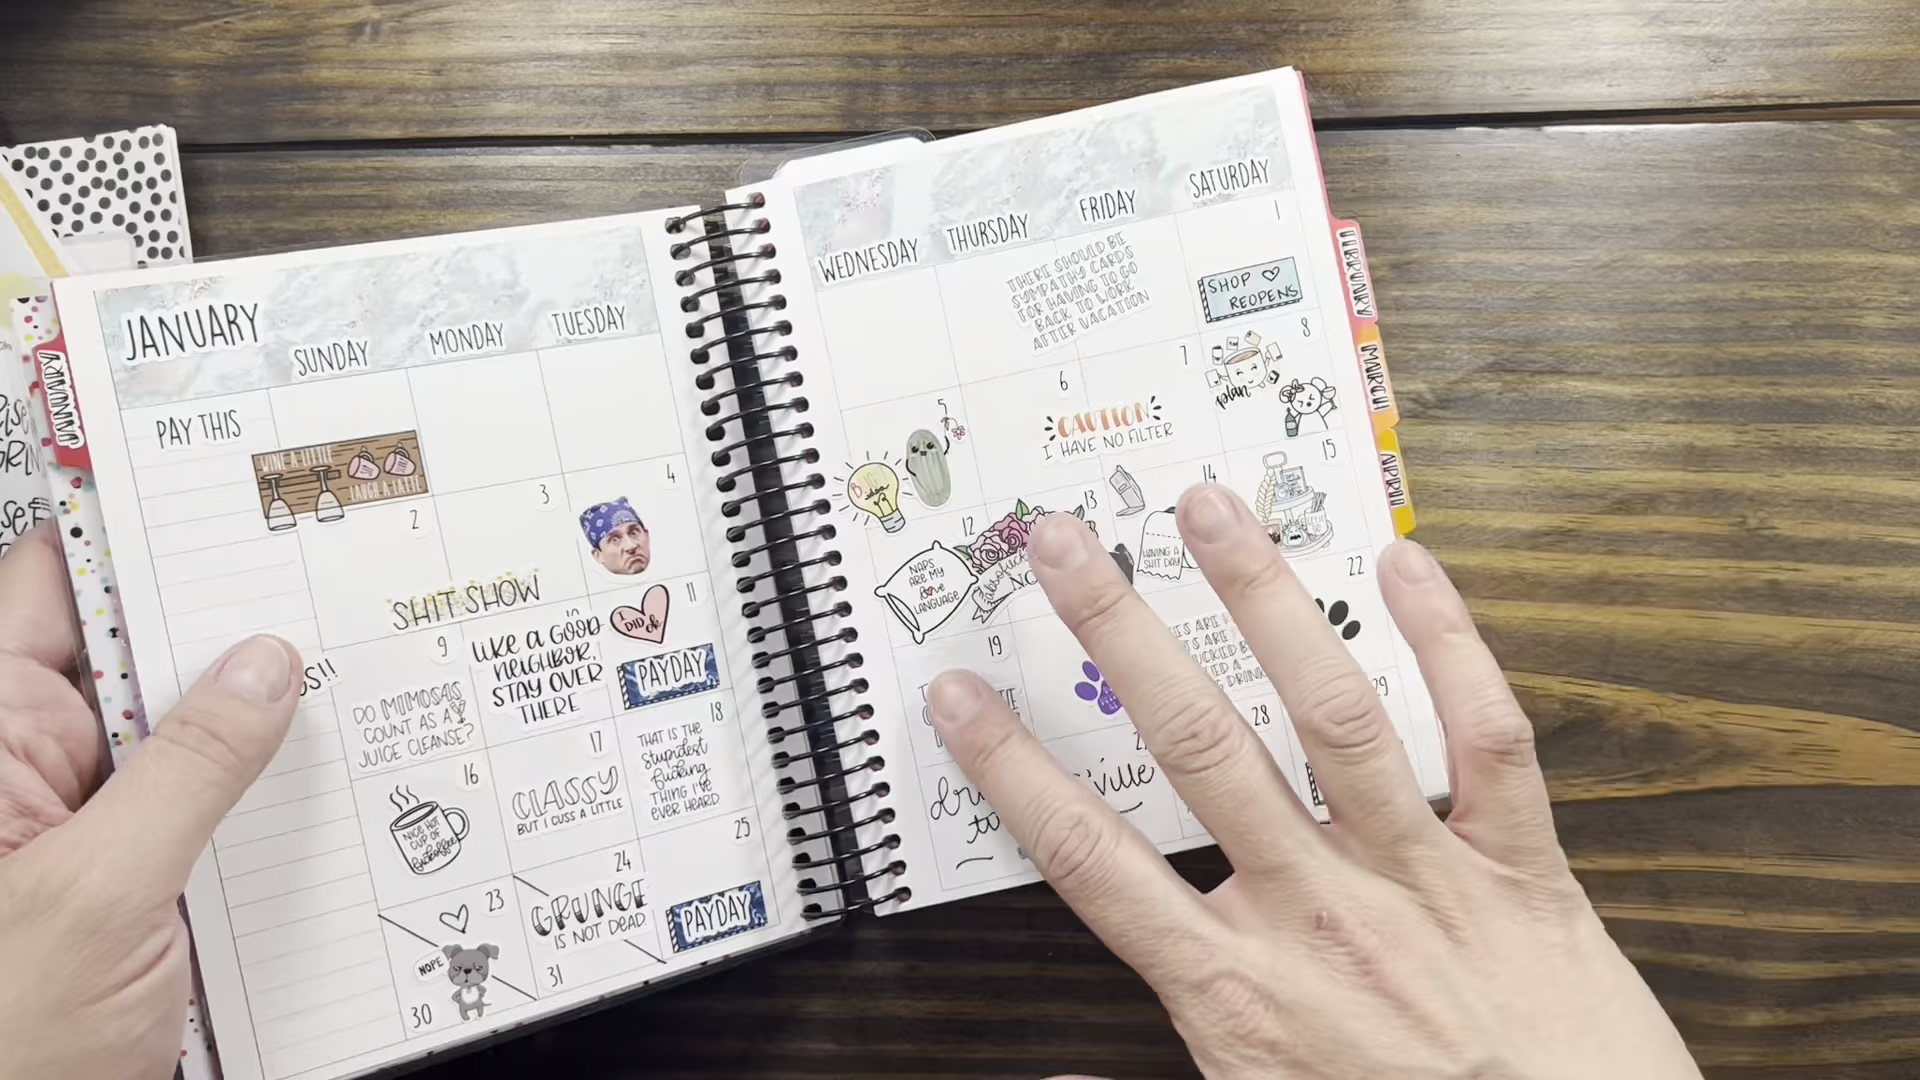 JANUARY
SUNDAY
MONDAY
TUESDAY
WEDNESDAY
THURSDAY
FRIDAY
SATURDAY
JANUARY
PAY THIS
WINE A LITTLE
LAUGH A LATTE
2
3
4
SHIT SHOW
9
10
11
DO MIMOSAS
COUNT AS A
JUICE CLEANSE?
LIKE A GOOD
NEIGHBOR,
STAY OVER
THERE
I
DID
OK
PAYDAY
16
17
18
NICE HOT
CUP OF
CLASSY
BUT I CUSS A LITTLE
THAT IS THE
stupidest
fucking
THING I'VE
EVER HEARD
23
24
25
NOPE
GRUNGE
IS NOT DEAD
PAYDAY
30
31
THERE SHOULD BE
SYMPATHY CARDS
FOR HAVING TO GO
BACK TO WORK
AFTER VACATION
1
SHOP
REOPENS
5
6
7
8
idea
CAUTION
I HAVE NO FILTER
plan
12
13
14
15
NAPS
ARE MY
love
LANGUAGE
HAVING A
SHIT DAY
19
22
28
29
FEBRUARY
MARCH
APRIL